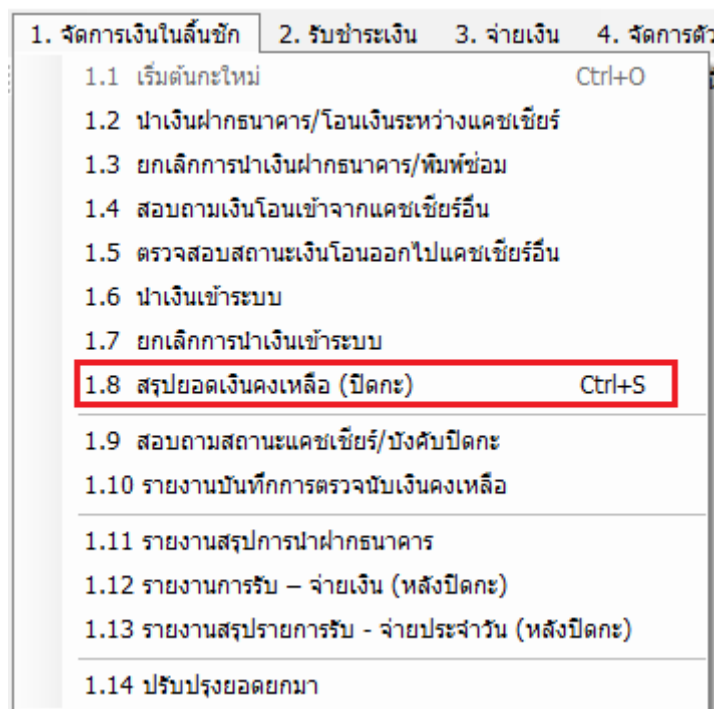 1. จัดการเงินในลิ้นชัก 2. รับชำระเงิน 3. จ่ายเงิน 4. จัดการตัว
1.1 เริ่มต้นกะใหม่ Ctrl+O
1.2 นำเงินฝากธนาคาร/โอนเงินระหว่างแคชเชียร์
1.3 ยกเลิกการนำเงินฝากธนาคาร/พิมพ์ซ่อม
1.4 สอบถามเงินโอนเข้าจากแคชเชียร์อื่น
1.5 ตรวจสอบสถานะเงินโอนออกไปแคชเชียร์อื่น
1.6 นำเงินเข้าระบบ
1.7 ยกเลิกการนำเงินเข้าระบบ
1.8 สรุปยอดเงินคงเหลือ (ปิดกะ) Ctrl+S
1.9 สอบถามสถานะแคชเชียร์/บังคับปิดกะ
1.10 รายงานบันทึกการตรวจนับเงินคงเหลือ
1.11 รายงานสรุปการนำฝากธนาคาร
1.12 รายงานการรับ – จ่ายเงิน (หลังปิดกะ)
1.13 รายงานสรุปรายการรับ - จ่ายประจำวัน (หลังปิดกะ)
1.14 ปรับปรุงยอดยกมา